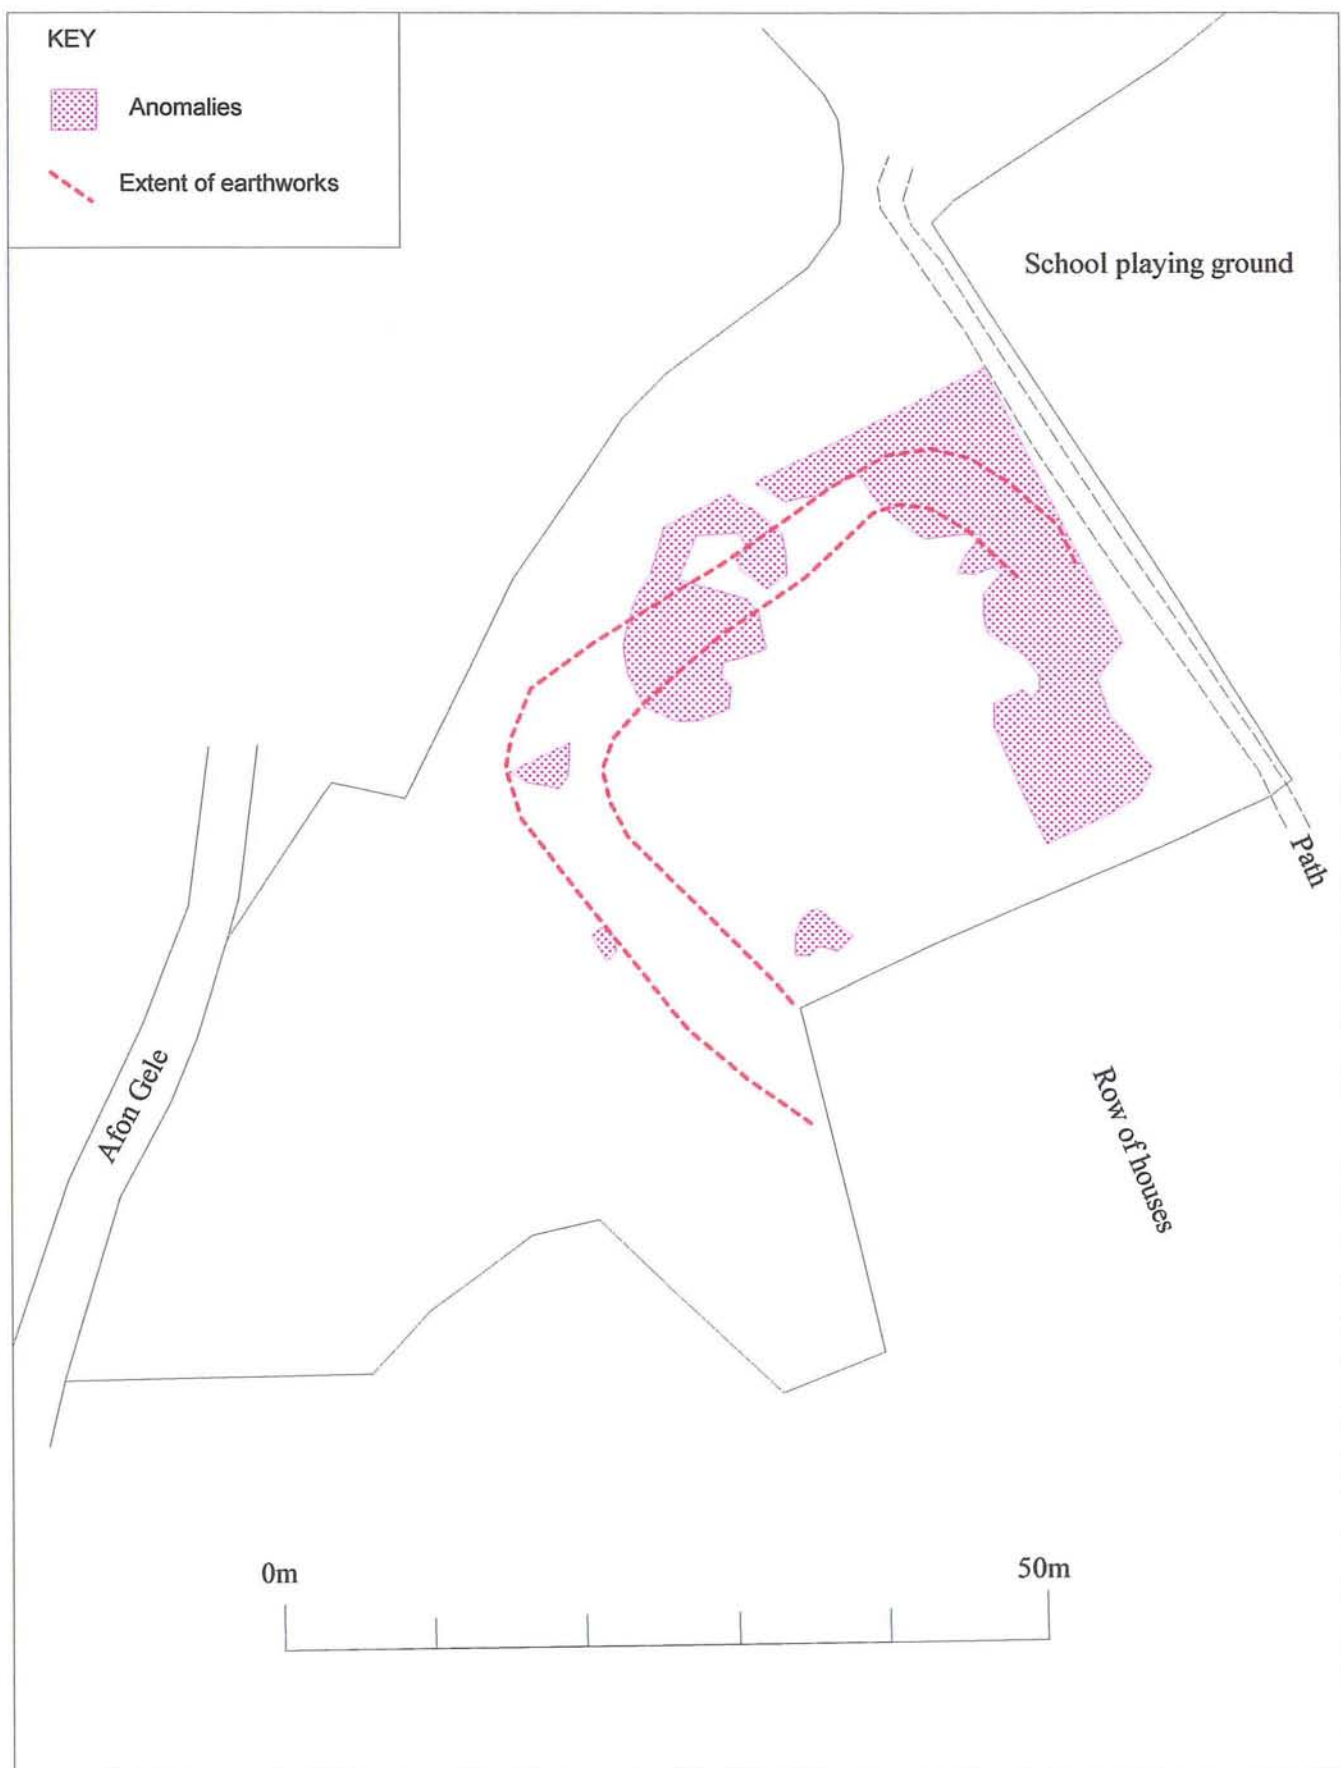 KEY
Anomalies
Extent of earthworks
School playing ground
Path
Afon Gele
Row of houses
0m
50m